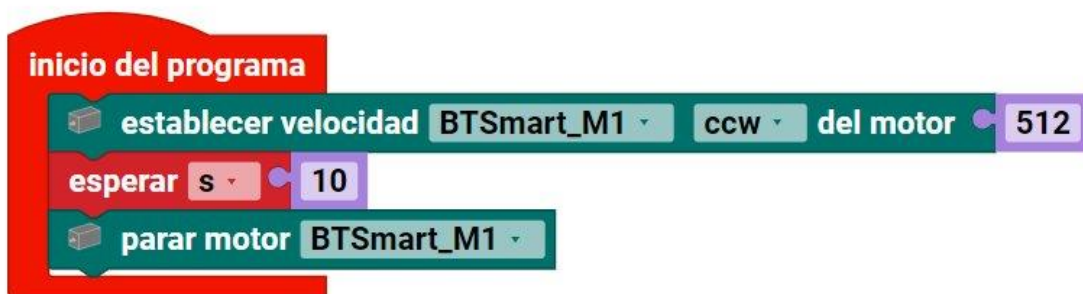 inicio del programa
establecer velocidad BTSmart_M1 ccw del motor 512
esperar s 10
parar motor BTSmart_M1